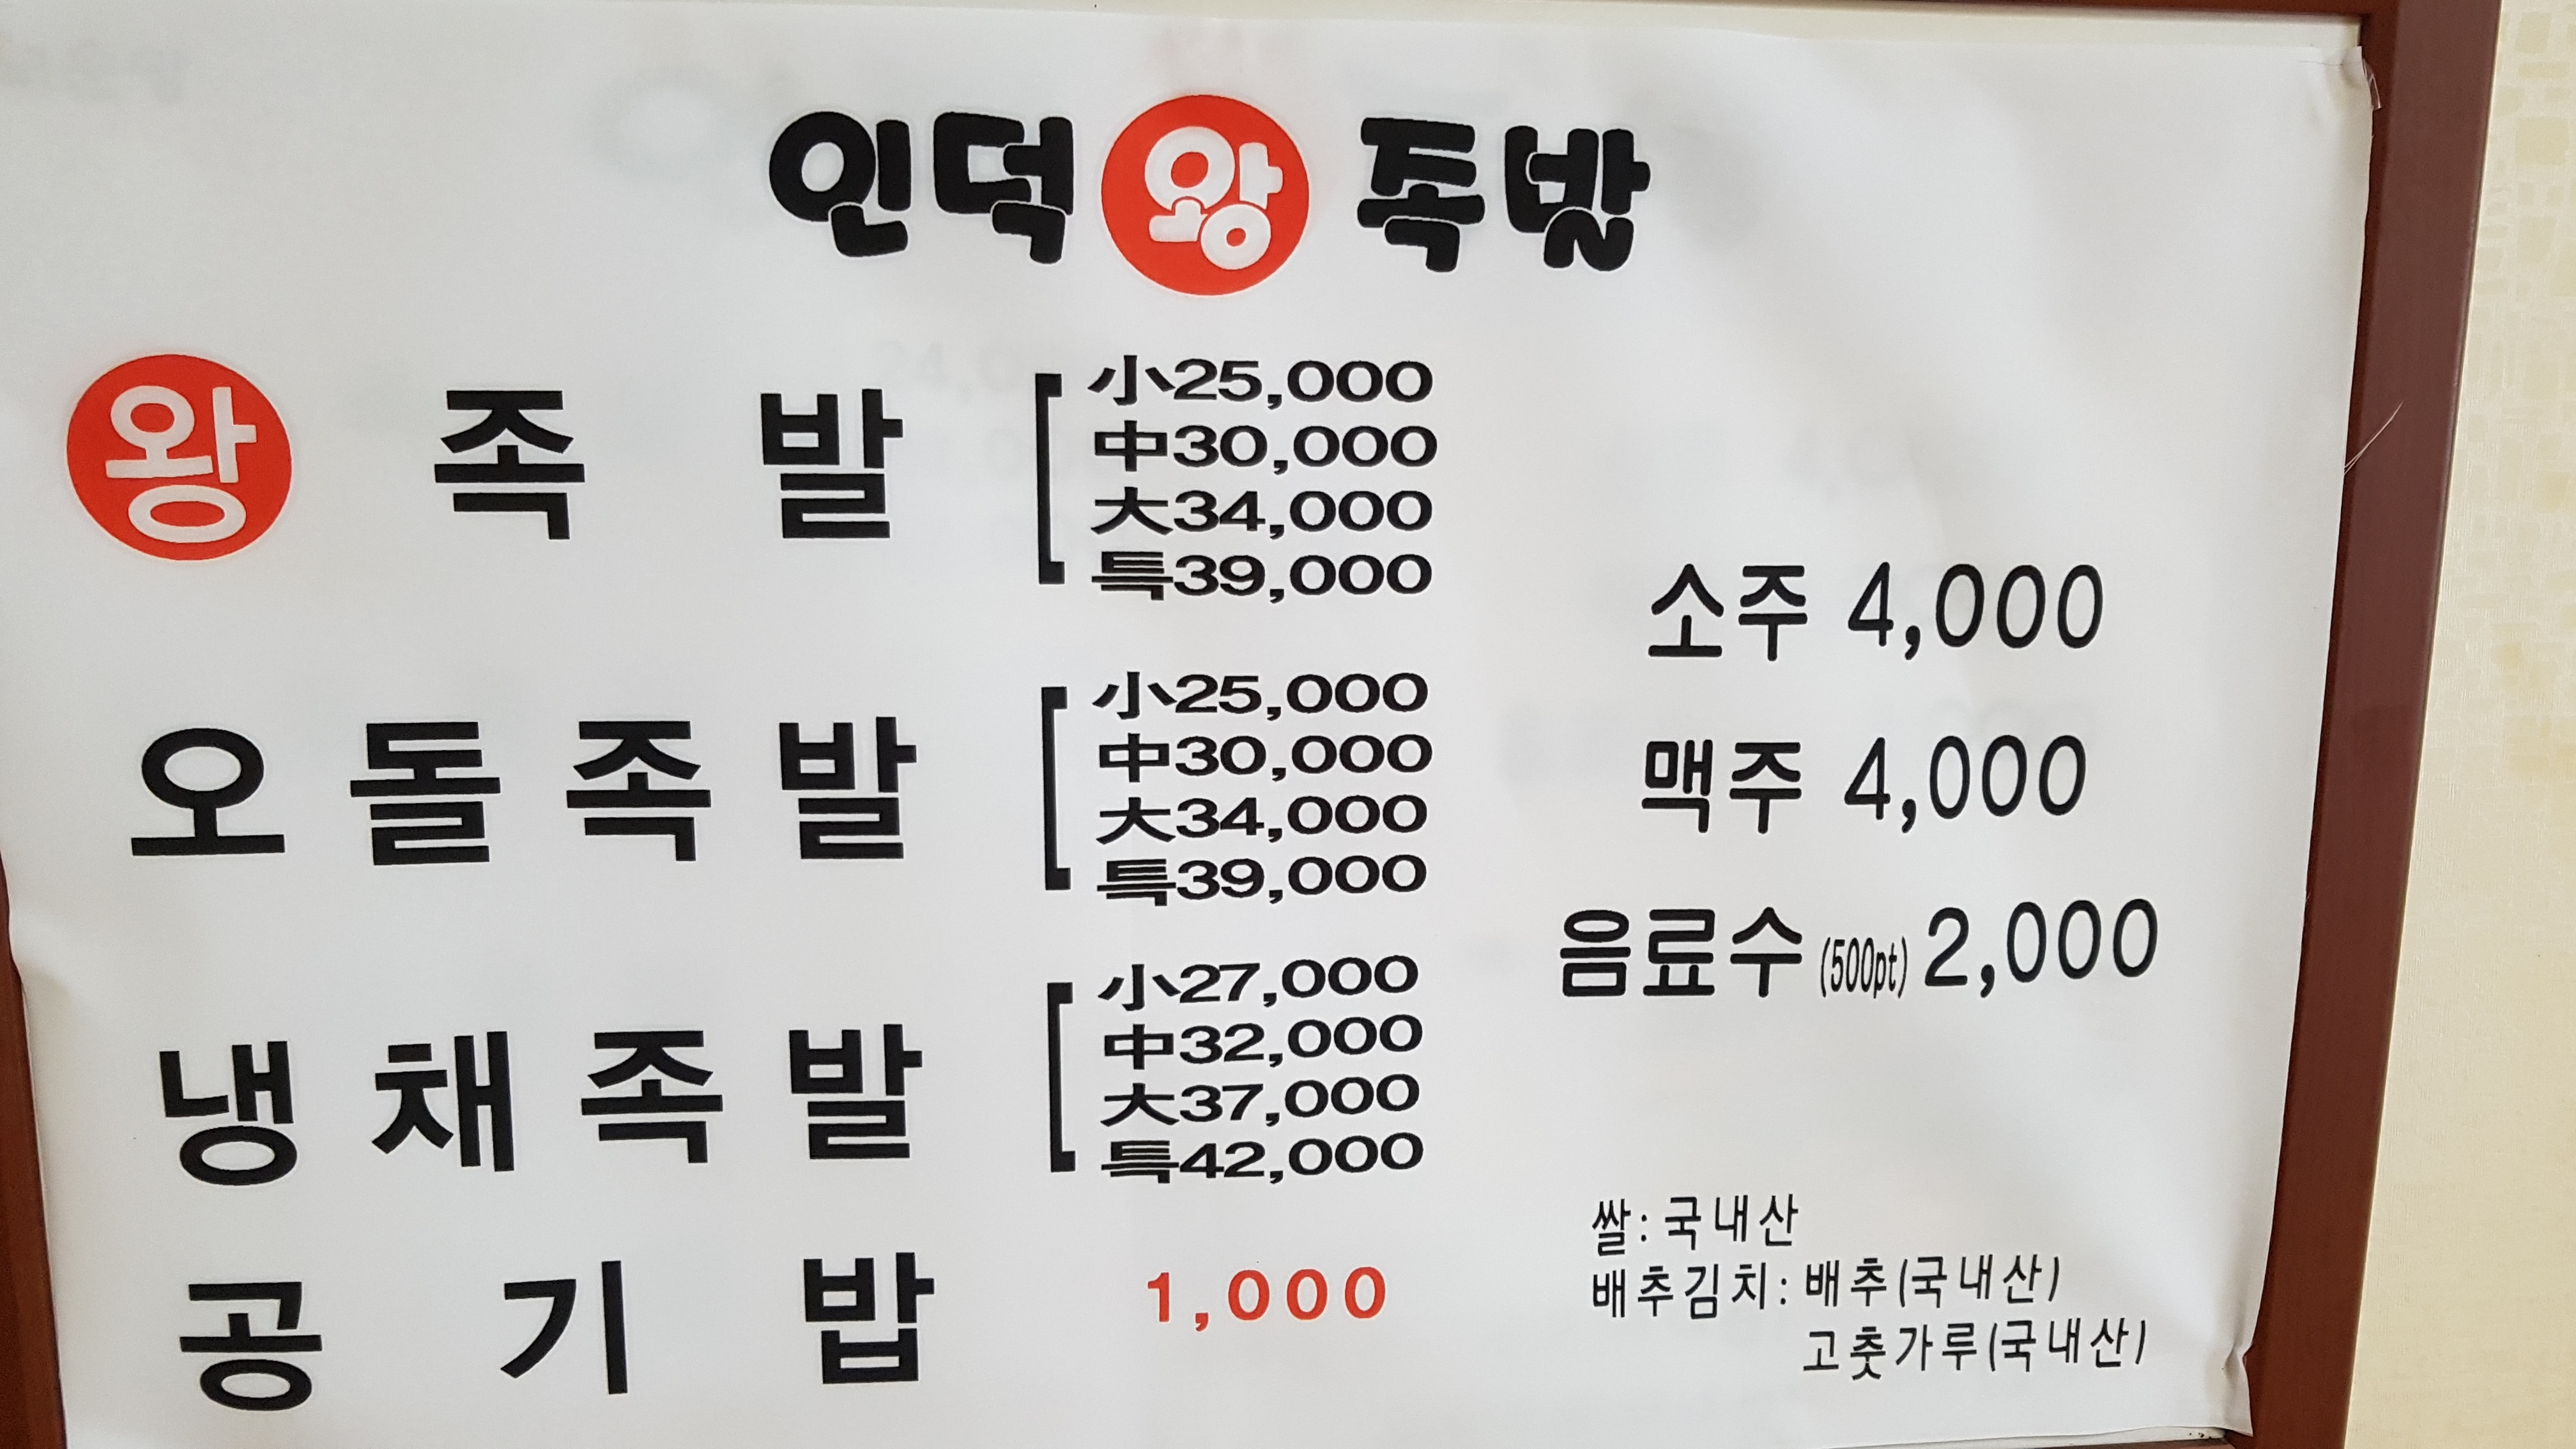 인덕왕족발
왕족발
小25,000
中30,000
大34,000
특39,000
오돌족발
小25,000
中30,000
大34,000
특39,000
냉채족발
小27,000
中32,000
大37,000
특42,000
공기밥 1,000
소주 4,000
맥주 4,000
음료수(500pt) 2,000
쌀:국내산
배추김치:배추(국내산)
고춧가루(국내산)